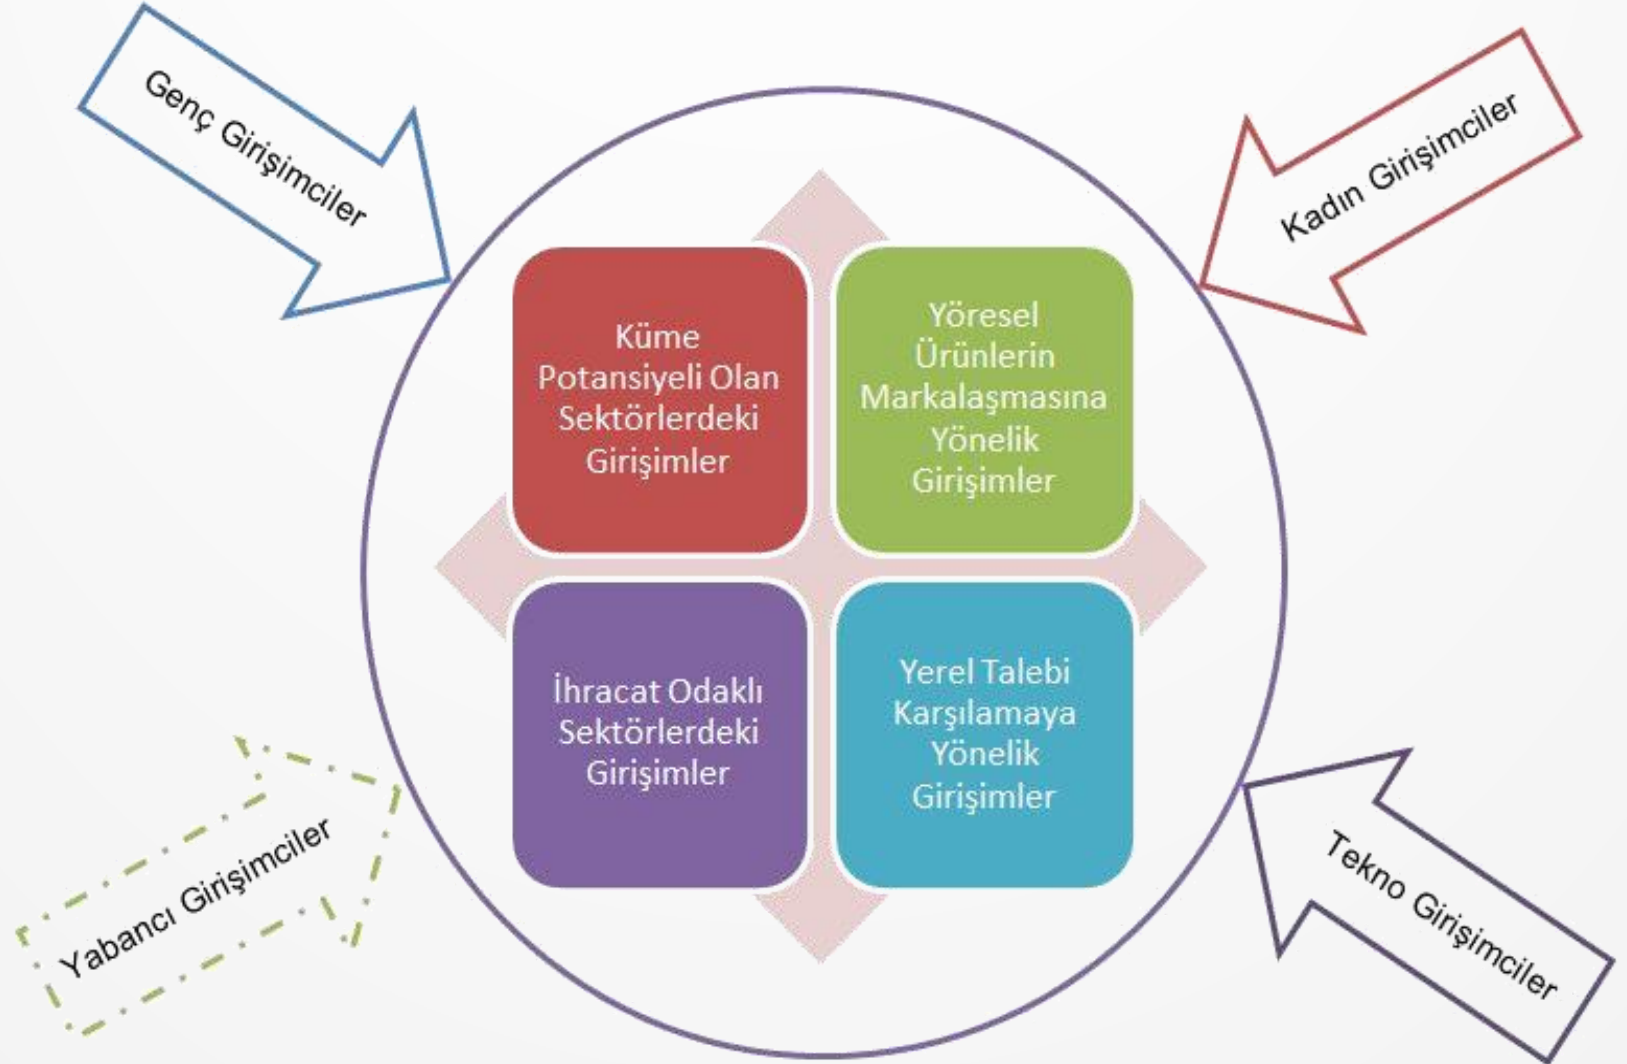 Genç Girişimciler
Kadın Girişimciler
Küme
Potansiyeli Olan
Sektörlerdeki
Girişimler
Yöresel
Ürünlerin
Markalaşmasına
Yönelik
Girişimler
İhracat Odaklı
Sektörlerdeki
Girişimler
Yerel Talebi
Karşılamaya
Yönelik
Girişimler
Yabancı Girişimciler
Tekno Girişimciler